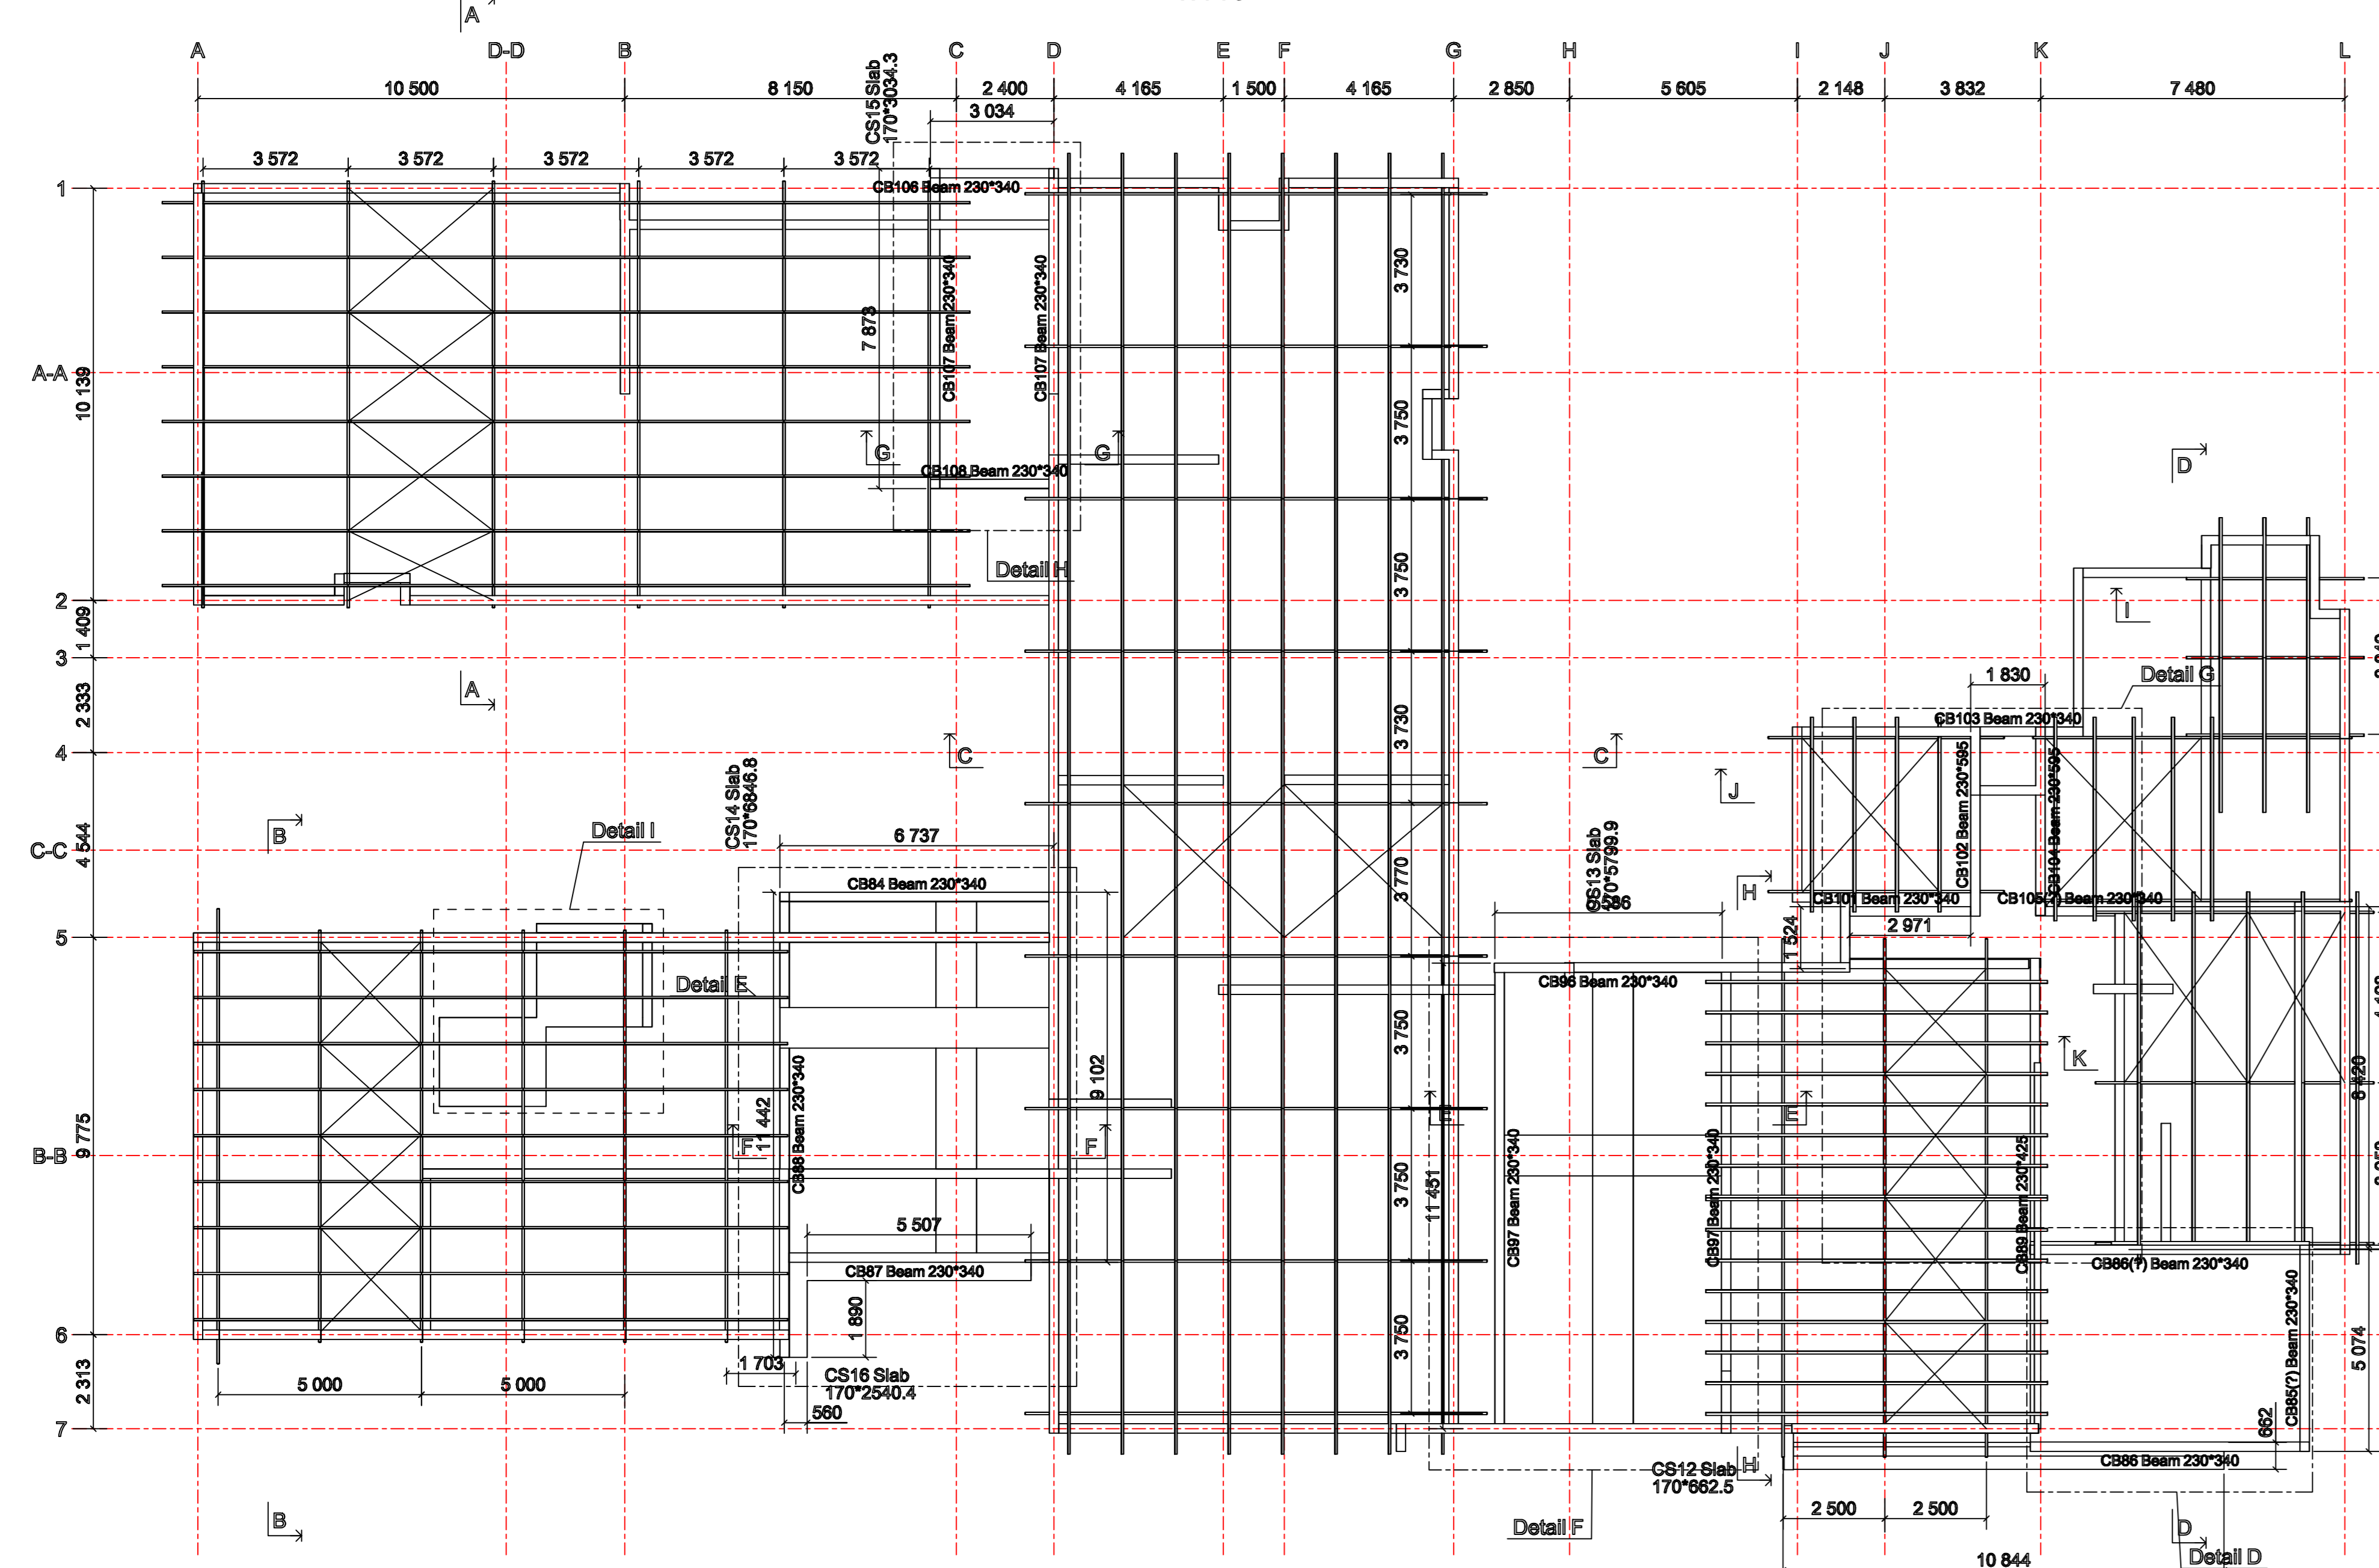 A
A
D-D
B
C
D
E
F
G
H
I
J
K
L
10 500
8 150
2 400
4 165
1 500
4 165
2 850
5 605
2 148
3 832
7 480
CS15 Slab
170*3034.3
3 034
3 572
3 572
3 572
3 572
3 572
1
CB106 Beam 230*340
7 873
CB107 Beam 230*340
CB107 Beam 230*340
3 730
A-A
10 139
3 750
G
G
D
CB108 Beam 230*340
3 750
Detail H
2
1 409
3
I
2 333
A
Detail G
1 830
3 730
CB103 Beam 230*340
4
C
C
J
CS14 Slab
170*6846.8
CB102 Beam 230*595
CB104 Beam 230*595
B
Detail I
6 737
C-C
4 544
3 770
CS13 Slab
170*5799.9
H
CB84 Beam 230*340
CB101 Beam 230*340
CB105(?) Beam 230*340
5
1 524
2 971
Detail E
CB96 Beam 230*340
3 750
K
9 102
8 420
11 442
CB88 Beam 230*340
E
E
B-B
9 775
F
F
3 750
11 451
CB97 Beam 230*340
CB97 Beam 230*340
CB89 Beam 230*425
5 507
CB87 Beam 230*340
CB86(?) Beam 230*340
1 890
6
3 750
CB85(?) Beam 230*340
5 074
2 313
1 703
CS16 Slab
170*2540.4
5 000
5 000
560
7
662
CS12 Slab
170*662.5
H
CB86 Beam 230*340
2 500
2 500
B
Detail F
D
Detail D
10 844